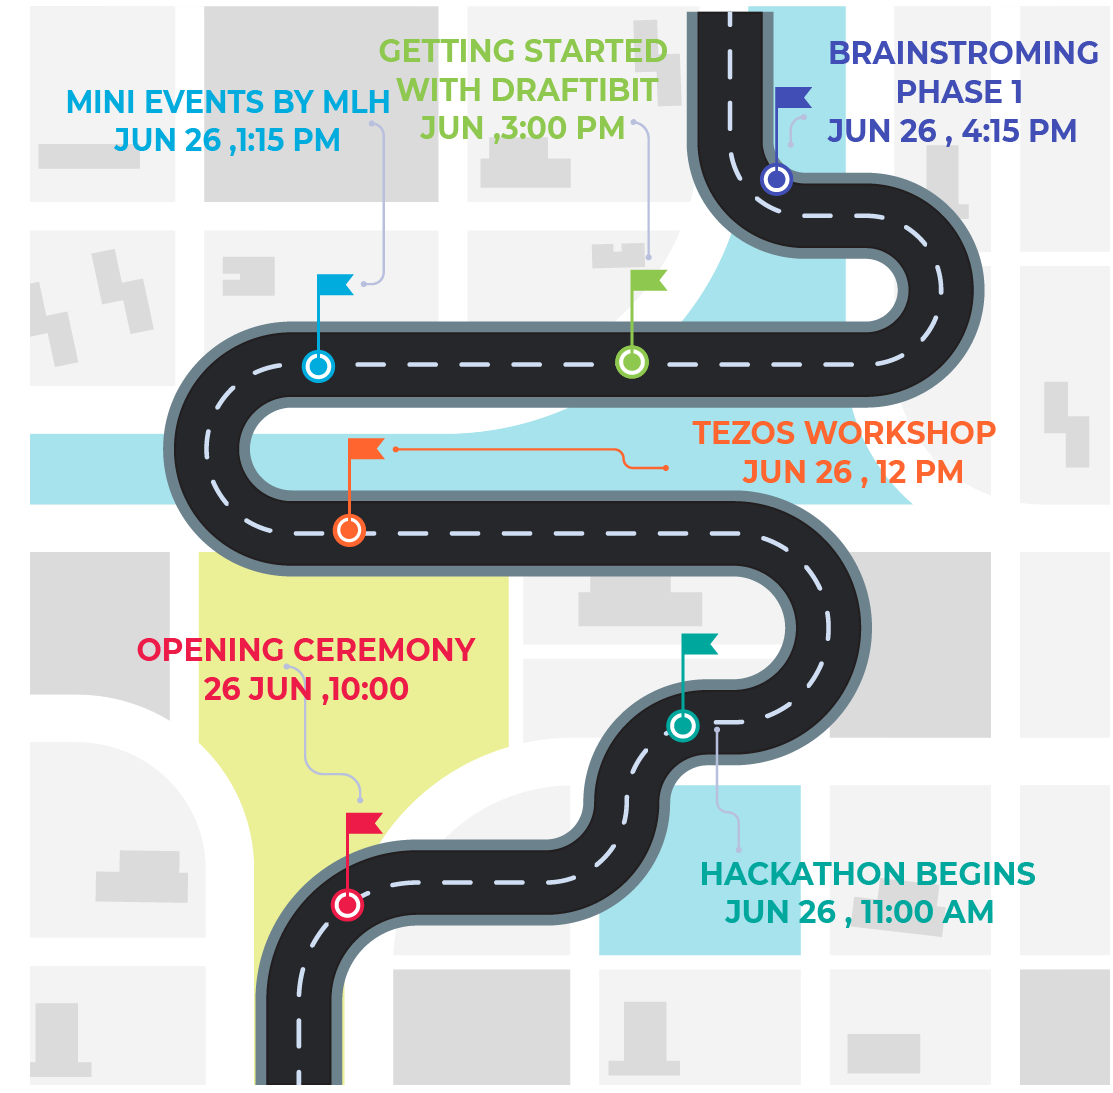 GETTING STARTED
WITH DRAFTIBIT
JUN ,3:00 PM
BRAINSTROMING
PHASE 1
JUN 26 , 4:15 PM
MINI EVENTS BY MLH
JUN 26 ,1:15 PM
TEZOS WORKSHOP
JUN 26 , 12 PM
OPENING CEREMONY
26 JUN ,10:00
HACKATHON BEGINS
JUN 26 , 11:00 AM